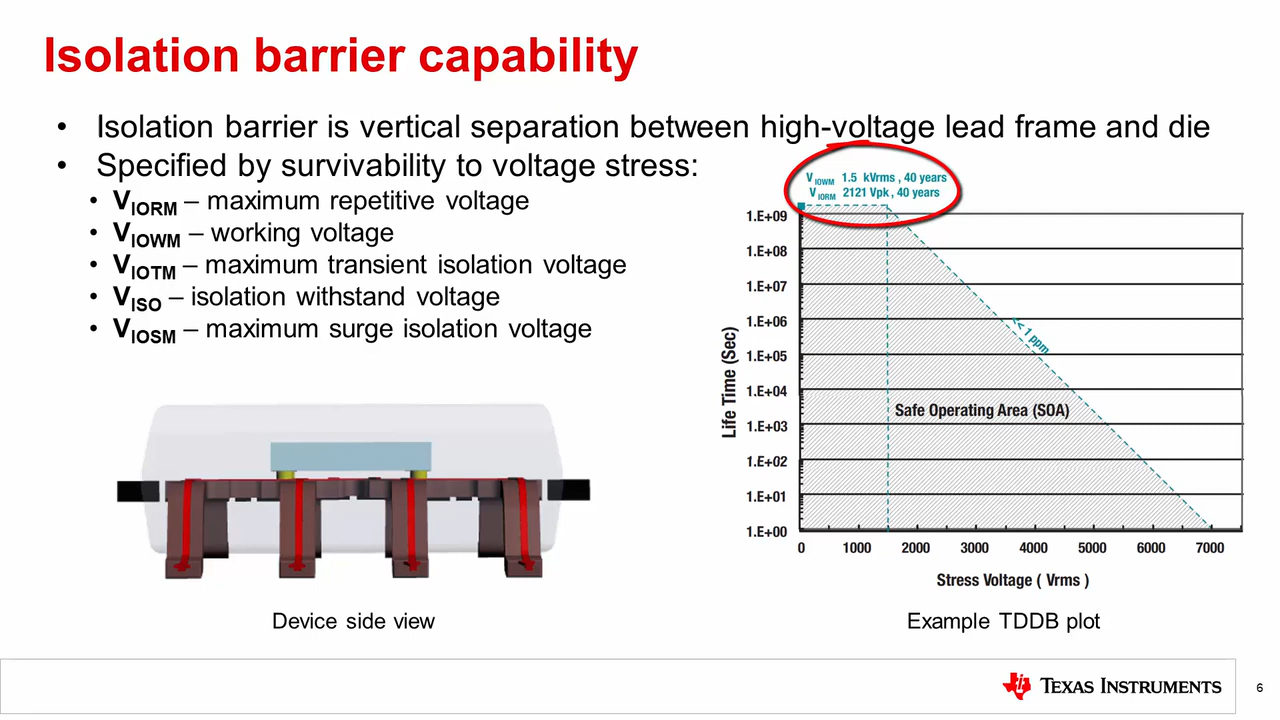 Isolation barrier capability
• Isolation barrier is vertical separation between high-voltage lead frame and die
• Specified by survivability to voltage stress:
• VIORM – maximum repetitive voltage
• VIOWM – working voltage
• VIOTM – maximum transient isolation voltage
• VISO – isolation withstand voltage
• VIOSM – maximum surge isolation voltage
Device side view
V IOWM 1.5 kVrms , 40 years
V IORM 2121 Vpk , 40 years
1.E+09
1.E+08
1.E+07
1.E+06
1.E+05
1.E+04
1.E+03
1.E+02
1.E+01
1.E+00
Life Time (Sec)
< 1 ppm
Safe Operating Area (SOA)
0 1000 2000 3000 4000 5000 6000 7000
Stress Voltage ( Vrms )
Example TDDB plot
TEXAS INSTRUMENTS
6